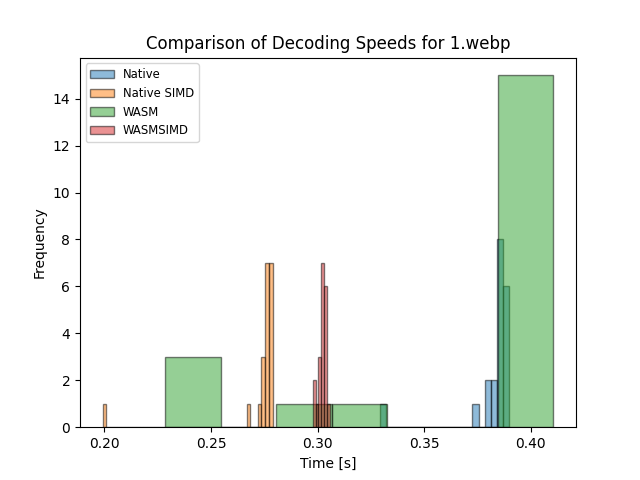 Comparison of Decoding Speeds for 1.webp
Native
Native SIMD
WASM
WASMSIMD
14
12
10
8
6
4
2
0
Frequency
0.20 0.25 0.30 0.35 0.40
Time [s]